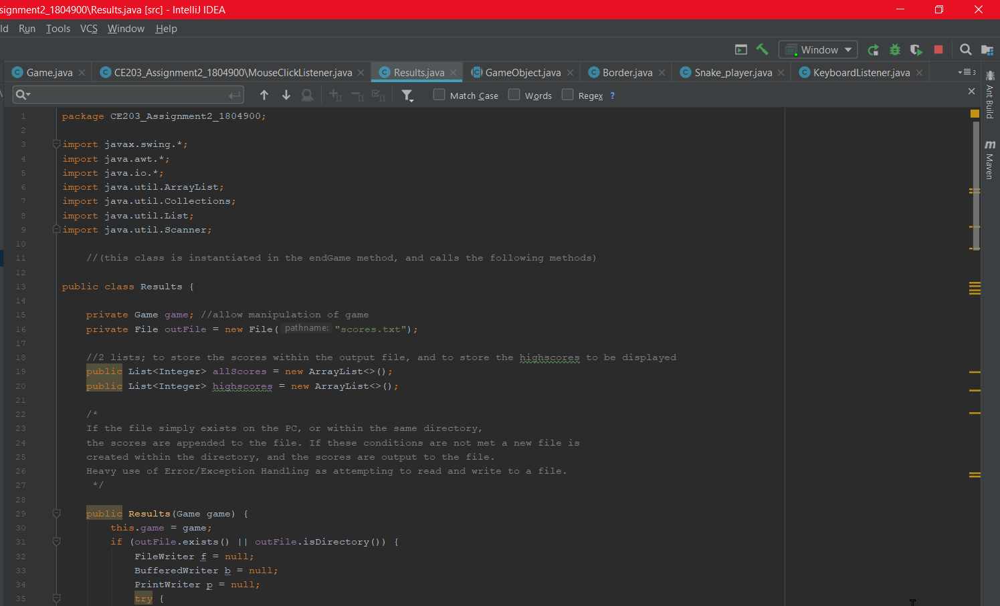 signment2_1804900\Results.java [src] - IntelliJ IDEA
ld Run Tools VCS Window Help
Window
Game.java CE203_Assignment2_1804900\MouseClickListener.java Results.java GameObject.java Border.java Snake_player.java KeyboardListener.java 3
Match Case Words Regex ?
Ant Build
Maven
1 package CE203_Assignment2_1804900;
2
3 import javax.swing.*;
4 import java.awt.*;
5 import java.io.*;
6 import java.util.ArrayList;
7 import java.util.Collections;
8 import java.util.List;
9 import java.util.Scanner;
10
11 //(this class is instantiated in the endGame method, and calls the following methods)
12
13 public class Results {
14
15 private Game game; //allow manipulation of game
16 private File outFile = new File( pathname: "scores.txt");
17
18 //2 lists; to store the scores within the output file, and to store the highscores to be displayed
19 public List<Integer> allScores = new ArrayList<>();
20 public List<Integer> highscores = new ArrayList<>();
21
22 /*
23 If the file simply exists on the PC, or within the same directory,
24 the scores are appended to the file. If these conditions are not met a new file is
25 created within the directory, and the scores are output to the file.
26 Heavy use of Error/Exception Handling as attempting to read and write to a file.
27 */
28
29 public Results(Game game) {
30 this.game = game;
31 if (outFile.exists() || outFile.isDirectory()) {
32 FileWriter f = null;
33 BufferedWriter b = null;
34 PrintWriter p = null;
35 try {